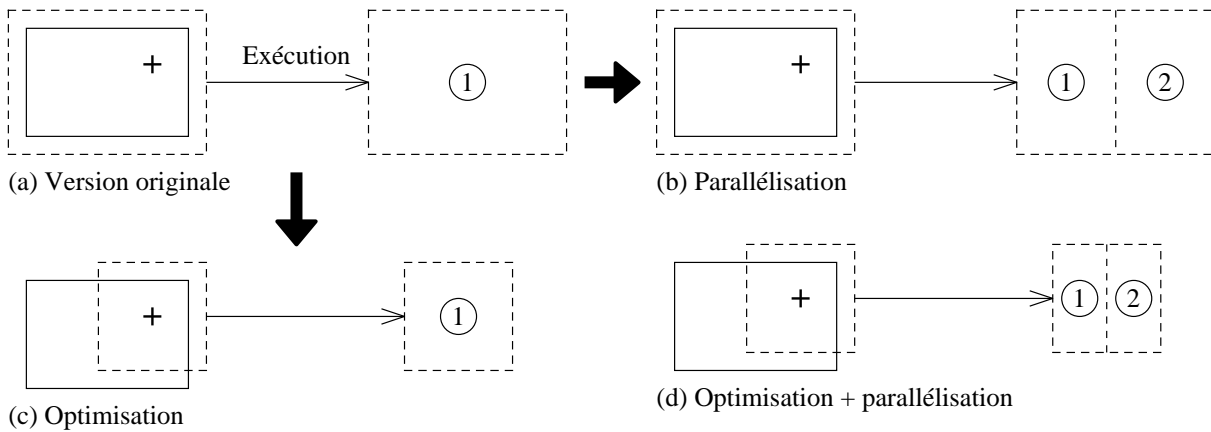 Exécution
1
1
2
(a) Version originale
(b) Parallélisation
1
1
2
(c) Optimisation
(d) Optimisation + parallélisation